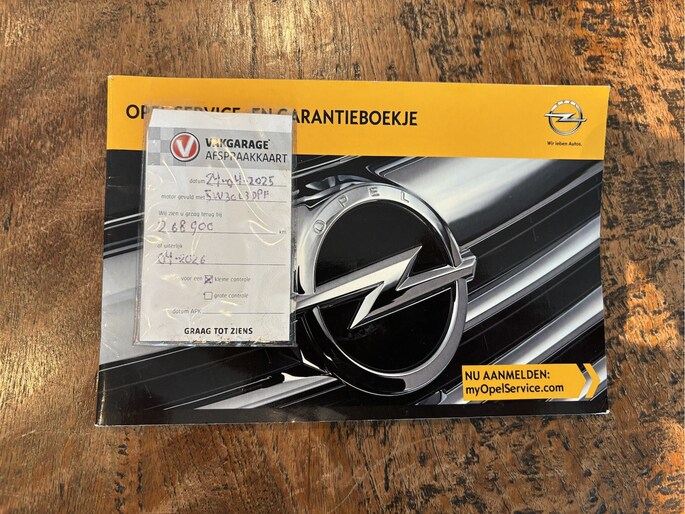 SERVICE- EN GARANTIEBOEKJE
Wir leben Autos.
VAKGARAGE
AFSPRAAKKAART
datum 24-04-2025
motor gevuld met 5W30 L3 DPF
Wij zien u graag terug bij
268900 km
of uiterlijk
04-2026
voor een kleine controle
grote controle
datum APK
GRAAG TOT ZIENS
OPEL
NU AANMELDEN:
myOpelService.com